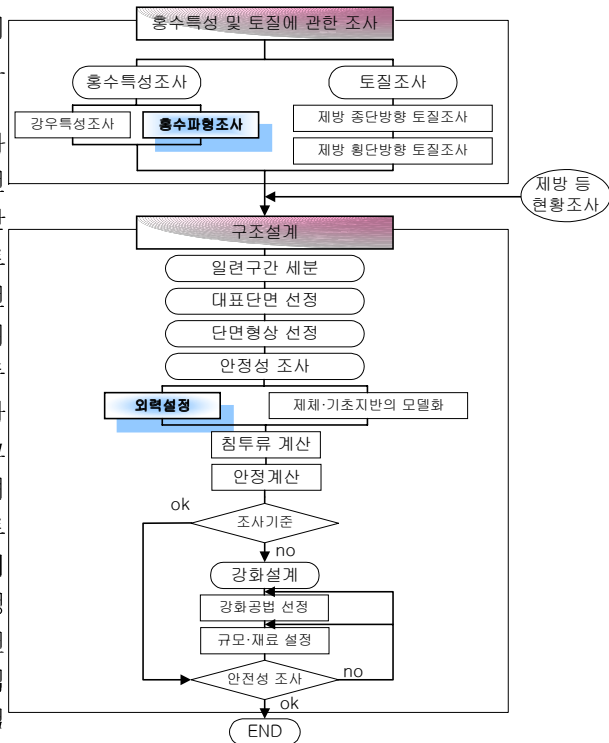 홍수특성 및 토질에 관한 조사
홍수특성조사
토질조사
강우특성조사
홍수파형조사
제방 종단방향 토질조사
제방 횡단방향 토질조사
제방 등
현황조사
구조설계
일련구간 세분
대표단면 선정
단면형상 선정
안정성 조사
외력설정
제체·기초지반의 모델화
침투류 계산
안정계산
ok
조사기준
no
강화설계
강화공법 선정
규모·재료 설정
안전성 조사
no
ok
END